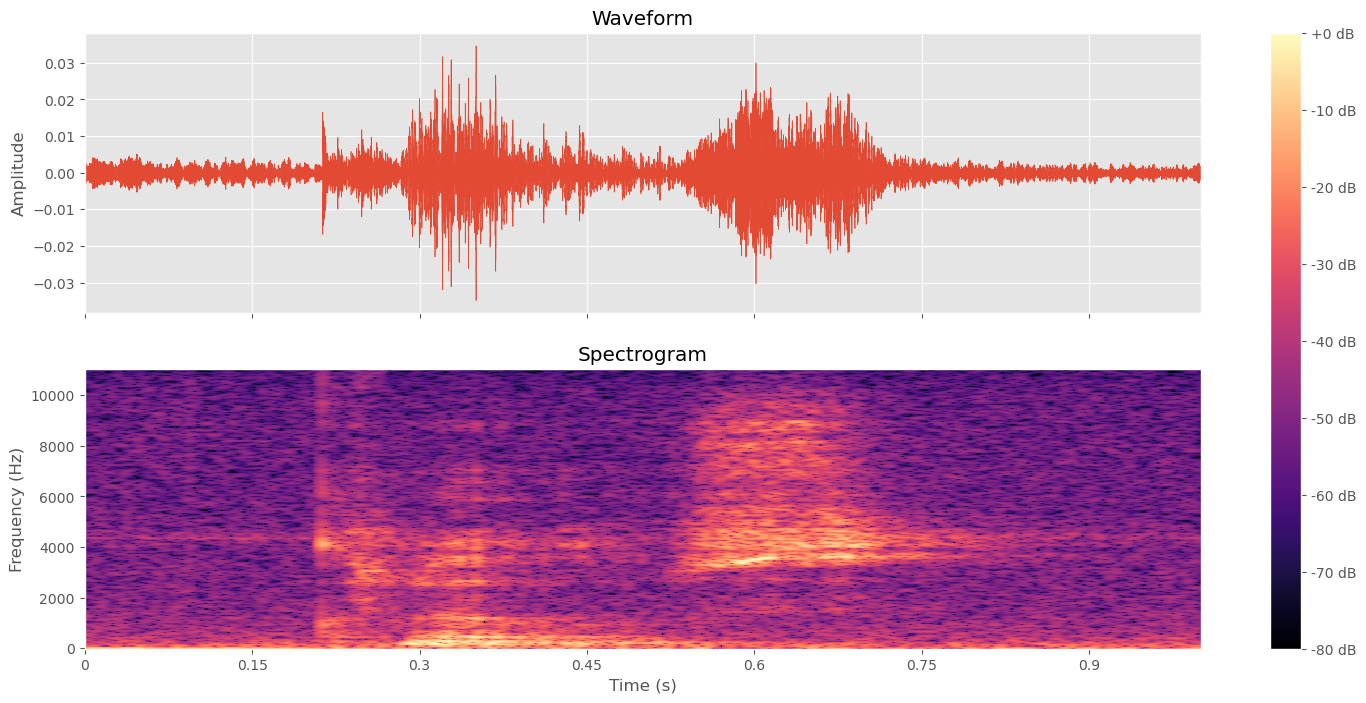 Waveform
Amplitude
0.03
0.02
0.01
0.00
−0.01
−0.02
−0.03
Spectrogram
Frequency (Hz)
10000
8000
6000
4000
2000
0
0 0.15 0.3 0.45 0.6 0.75 0.9
Time (s)
+0 dB
-10 dB
-20 dB
-30 dB
-40 dB
-50 dB
-60 dB
-70 dB
-80 dB